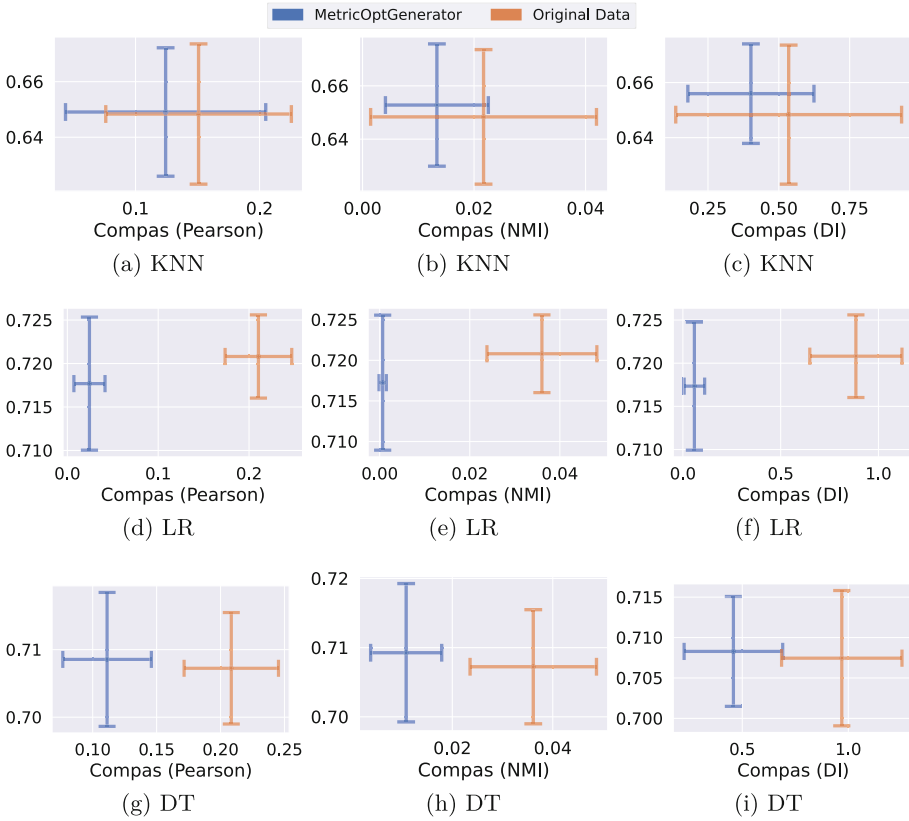 MetricOptGenerator Original Data
0.66
0.64
0.1 0.2
Compas (Pearson)
(a) KNN
0.66
0.64
0.00 0.02 0.04
Compas (NMI)
(b) KNN
0.66
0.64
0.25 0.50 0.75
Compas (DI)
(c) KNN
0.725
0.720
0.715
0.710
0.0 0.1 0.2
Compas (Pearson)
(d) LR
0.725
0.720
0.715
0.710
0.00 0.02 0.04
Compas (NMI)
(e) LR
0.725
0.720
0.715
0.710
0.0 0.5 1.0
Compas (DI)
(f) LR
0.71
0.70
0.10 0.15 0.20 0.25
Compas (Pearson)
(g) DT
0.72
0.71
0.70
0.02 0.04
Compas (NMI)
(h) DT
0.715
0.710
0.705
0.700
0.5 1.0
Compas (DI)
(i) DT